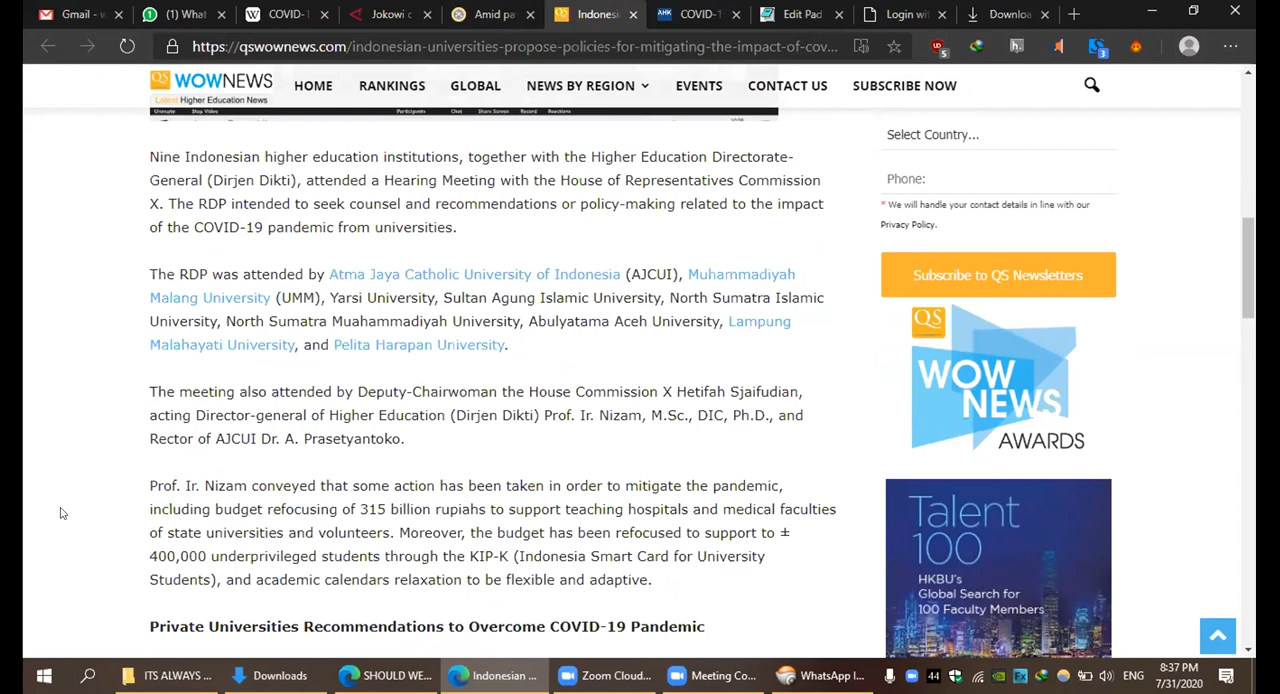 Gmail -
(1) What
COVID-1
Jokowi c
Amid pa
Indonesi
COVID-1
Edit Pad
Login wi
Downloa
https://qswownews.com/indonesian-universities-propose-policies-for-mitigating-the-impact-of-cov...
QS WOWNEWS
Latest Higher Education News
HOME
RANKINGS
GLOBAL
NEWS BY REGION
EVENTS
CONTACT US
SUBSCRIBE NOW
Nine Indonesian higher education institutions, together with the Higher Education Directorate-
General (Dirjen Dikti), attended a Hearing Meeting with the House of Representatives Commission
X. The RDP intended to seek counsel and recommendations or policy-making related to the impact
of the COVID-19 pandemic from universities.
The RDP was attended by Atma Jaya Catholic University of Indonesia (AJCUI), Muhammadiyah
Malang University (UMM), Yarsi University, Sultan Agung Islamic University, North Sumatra Islamic
University, North Sumatra Muahammadiyah University, Abulyatama Aceh University, Lampung
Malahayati University, and Pelita Harapan University.
The meeting also attended by Deputy-Chairwoman the House Commission X Hetifah Sjaifudian,
acting Director-general of Higher Education (Dirjen Dikti) Prof. Ir. Nizam, M.Sc., DIC, Ph.D., and
Rector of AJCUI Dr. A. Prasetyantoko.
Prof. Ir. Nizam conveyed that some action has been taken in order to mitigate the pandemic,
including budget refocusing of 315 billion rupiahs to support teaching hospitals and medical faculties
of state universities and volunteers. Moreover, the budget has been refocused to support to ±
400,000 underprivileged students through the KIP-K (Indonesia Smart Card for University
Students), and academic calendars relaxation to be flexible and adaptive.
Private Universities Recommendations to Overcome COVID-19 Pandemic
Select Country...
Phone:
* We will handle your contact details in line with our
Privacy Policy.
Subscribe to QS Newsletters
QS
WOW
NEWS
AWARDS
Talent
100
HKBU's
Global Search for
100 Faculty Members
ITS ALWAYS ...
Downloads
SHOULD WE...
Indonesian ...
Zoom Cloud...
Meeting Co...
WhatsApp I...
44
ENG
8:37 PM
7/31/2020